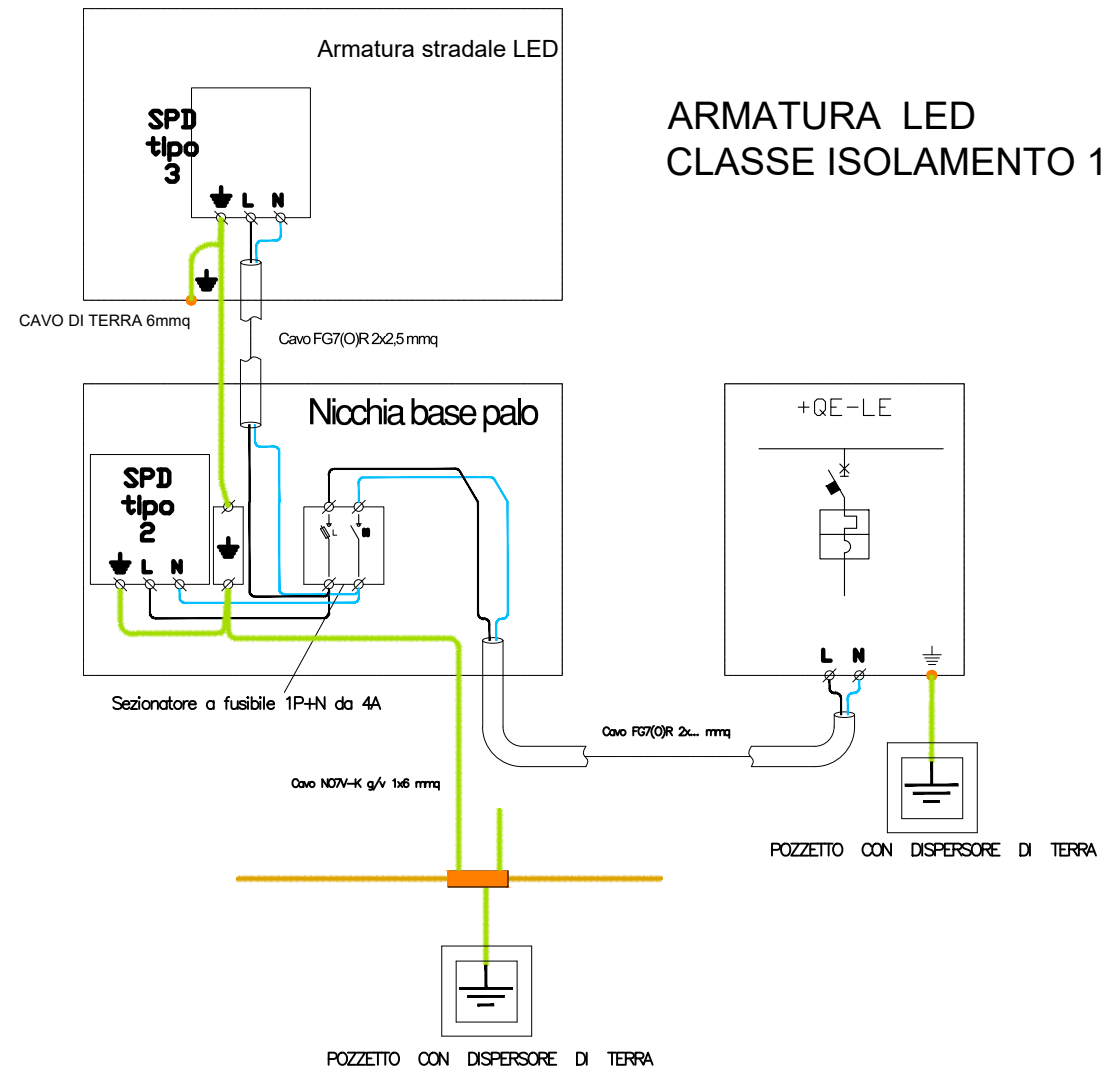 Armatura stradale LED
ARMATURA LED
CLASSE ISOLAMENTO 1
SPD
tipo
3
L N
CAVO DI TERRA 6mmq
Cavo FG7(O)R 2x2,5 mmq
Nicchia base palo
+QE-LE
SPD
tipo
2
L N
L N
L N
Sezionatore a fusibile 1P+N da 4A
Cavo FG7(O)R 2x... mmq
Cavo N07V-K g/v 1x6 mmq
POZZETTO CON DISPERSORE DI TERRA
POZZETTO CON DISPERSORE DI TERRA